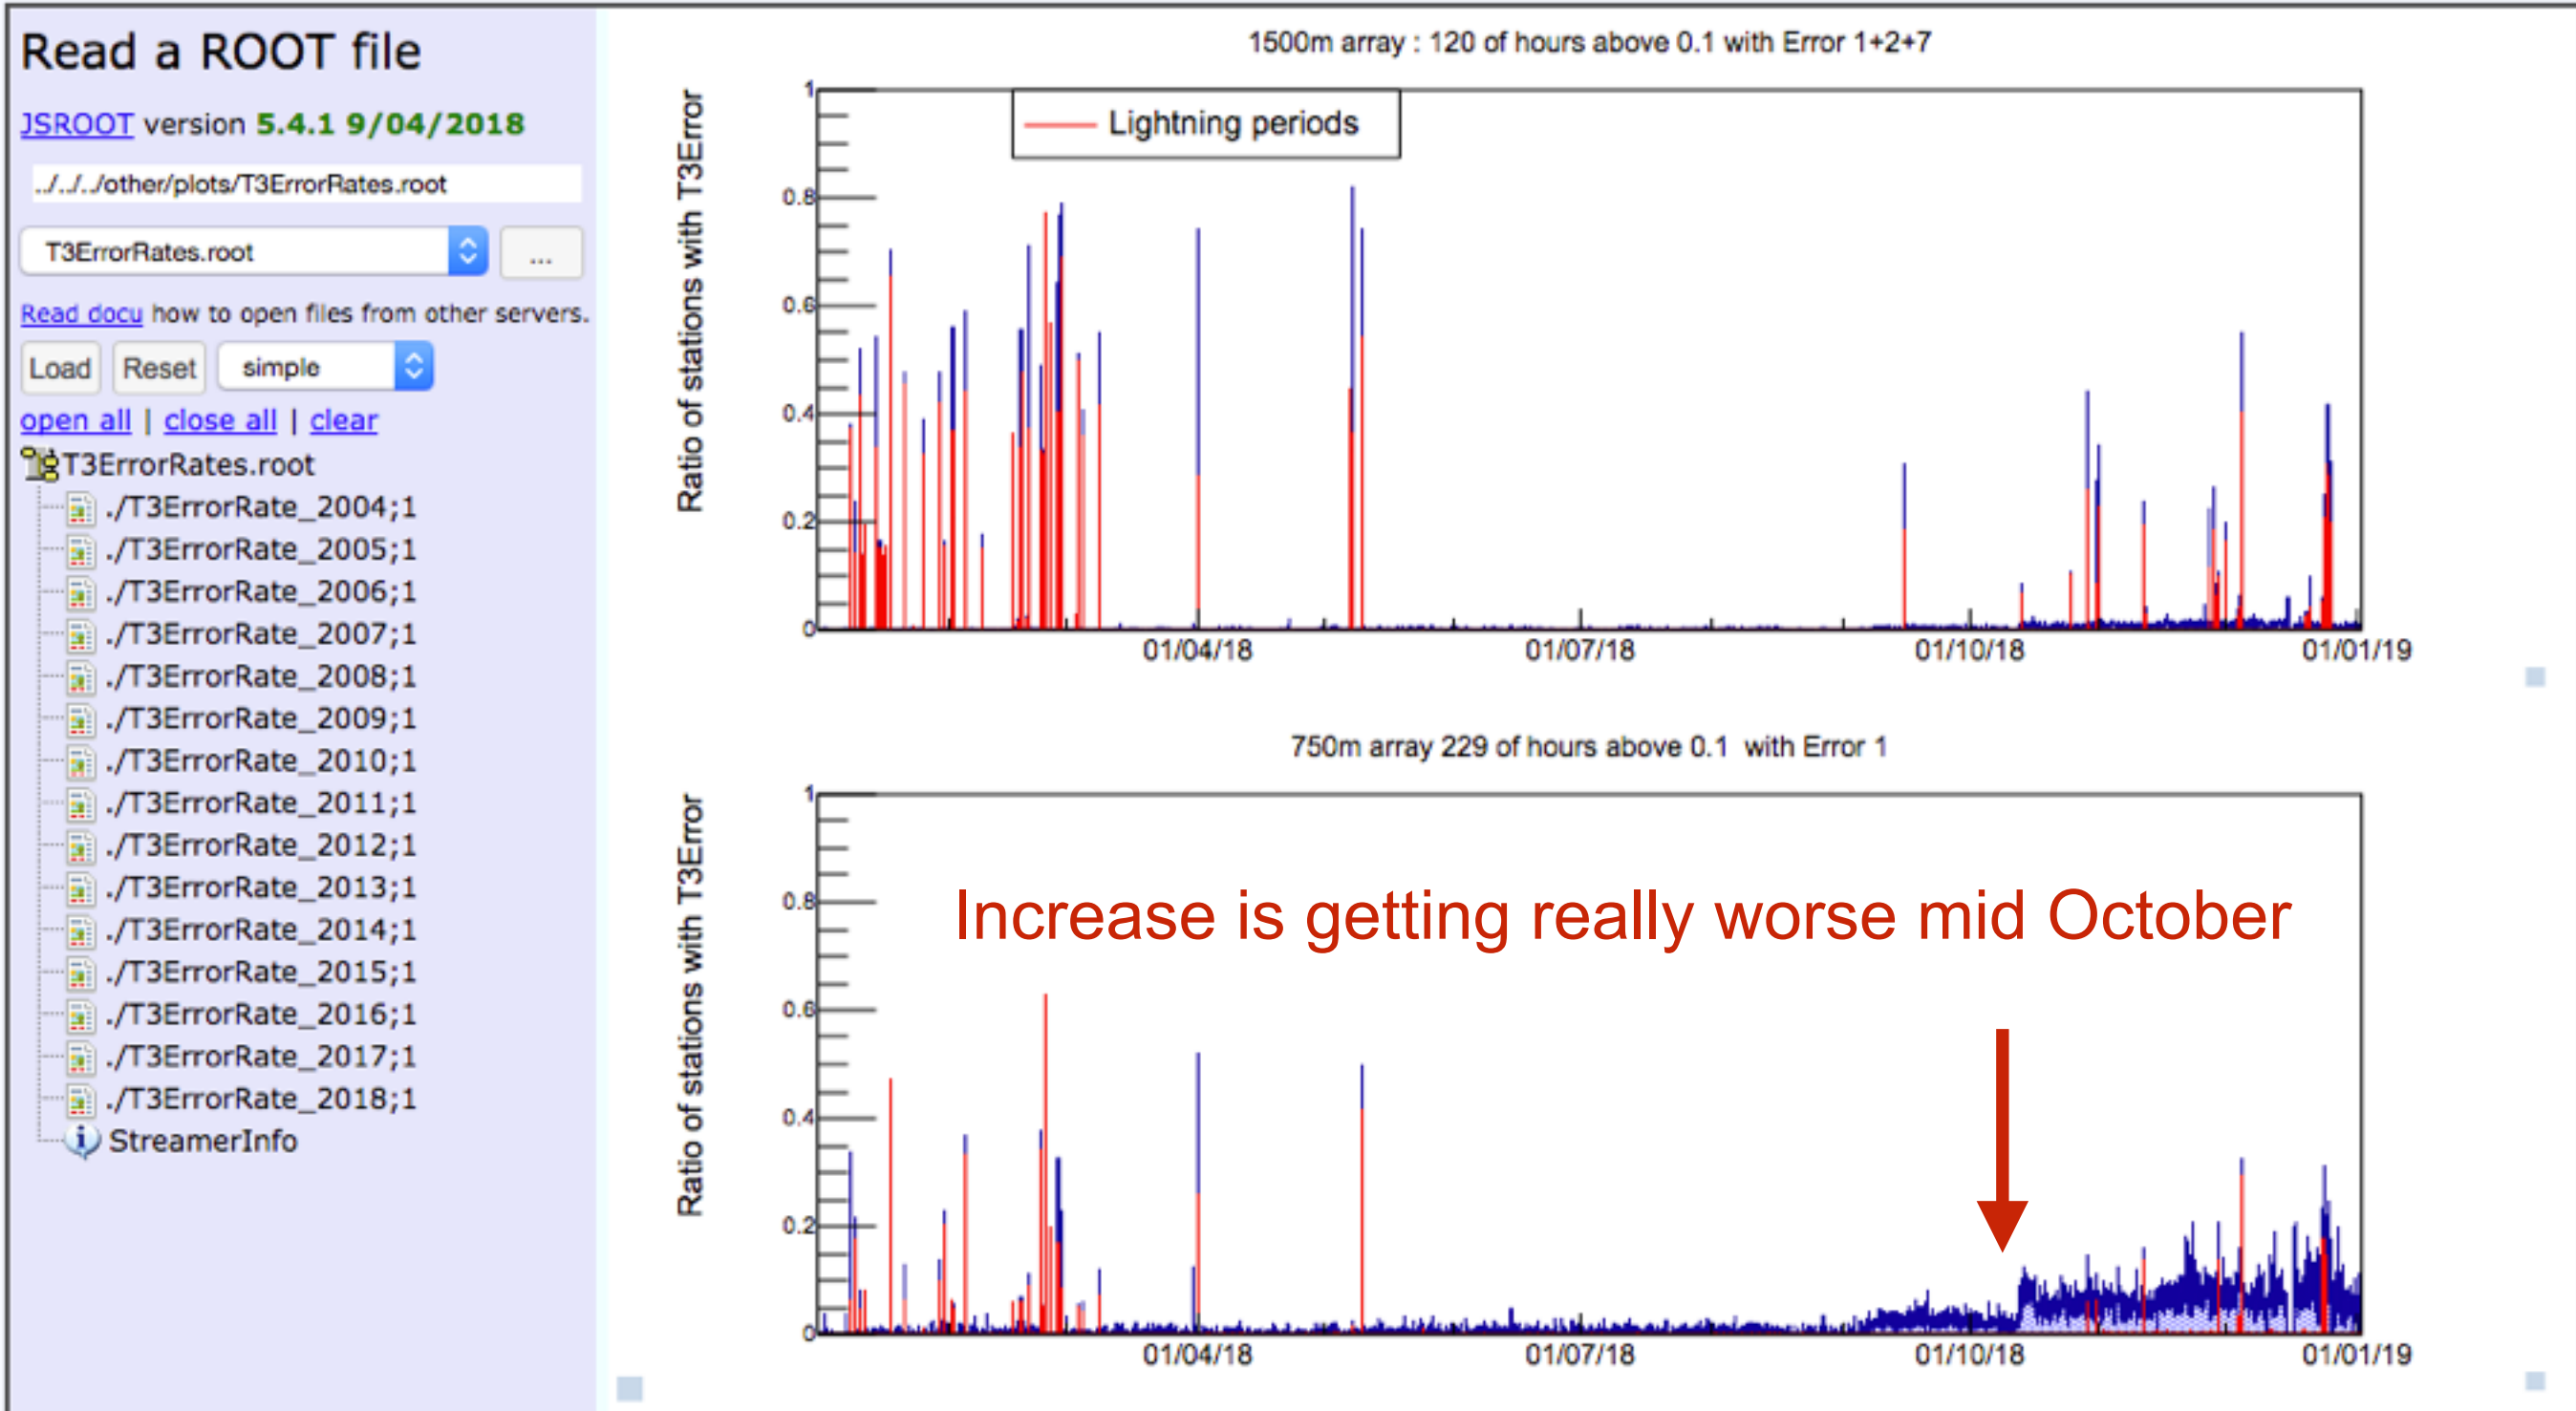 Read a ROOT file
JSROOT version 5.4.1 9/04/2018
../../../other/plots/T3ErrorRates.root
T3ErrorRates.root
...
Read docu how to open files from other servers.
Load Reset simple
open all | close all | clear
T3ErrorRates.root
./T3ErrorRate_2004;1
./T3ErrorRate_2005;1
./T3ErrorRate_2006;1
./T3ErrorRate_2007;1
./T3ErrorRate_2008;1
./T3ErrorRate_2009;1
./T3ErrorRate_2010;1
./T3ErrorRate_2011;1
./T3ErrorRate_2012;1
./T3ErrorRate_2013;1
./T3ErrorRate_2014;1
./T3ErrorRate_2015;1
./T3ErrorRate_2016;1
./T3ErrorRate_2017;1
./T3ErrorRate_2018;1
StreamerInfo
1500m array : 120 of hours above 0.1 with Error 1+2+7
Ratio of stations with T3Error
Lightning periods
1
0.8
0.6
0.4
0.2
0
01/04/18 01/07/18 01/10/18 01/01/19
750m array 229 of hours above 0.1 with Error 1
Ratio of stations with T3Error
1
0.8
0.6
0.4
0.2
0
Increase is getting really worse mid October
01/04/18 01/07/18 01/10/18 01/01/19